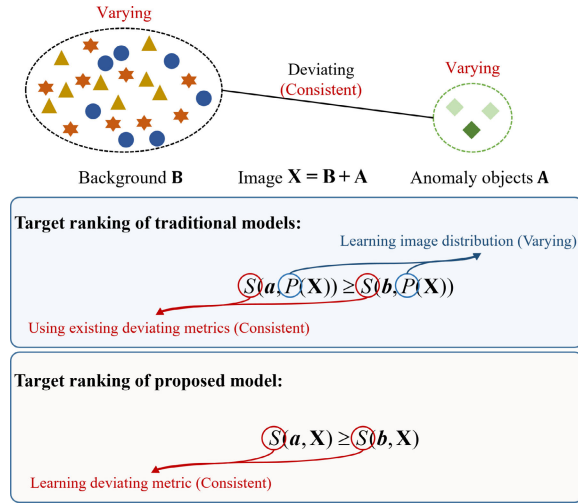 Varying
Deviating
(Consistent)
Varying
Background B
Image X = B + A
Anomaly objects A
Target ranking of traditional models:
Learning image distribution (Varying)
S(a, P(X)) ≥ S(b, P(X))
Using existing deviating metrics (Consistent)
Target ranking of proposed model:
S(a, X) ≥ S(b, X)
Learning deviating metric (Consistent)